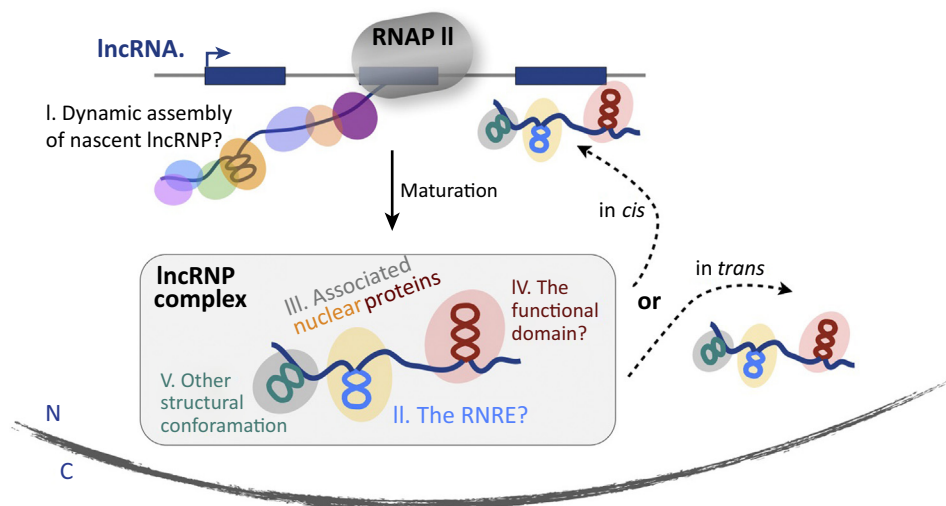 lncRNA.
RNAP ll
l. Dynamic assembly
of nascent lncRNP?
Maturation
in cis
in trans
or
lncRNP
complex
lll. Associated
nuclear proteins
lV. The
functional
domain?
V. Other
structural
conforamation
ll. The RNRE?
N
C